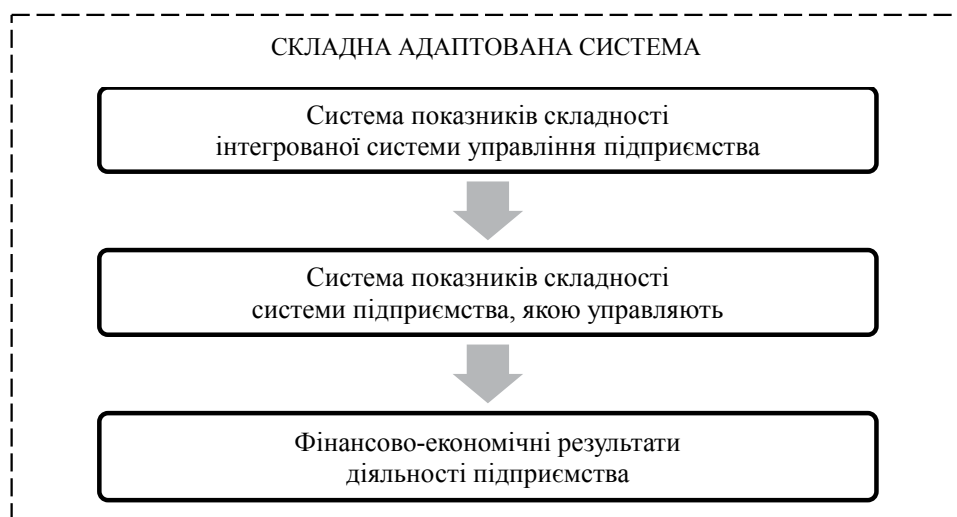 СКЛАДНА АДАПТОВАНА СИСТЕМА
Система показників складності
інтегрованої системи управління підприємства
Система показників складності
системи підприємства, якою управляють
Фінансово-економічні результати
діяльності підприємства